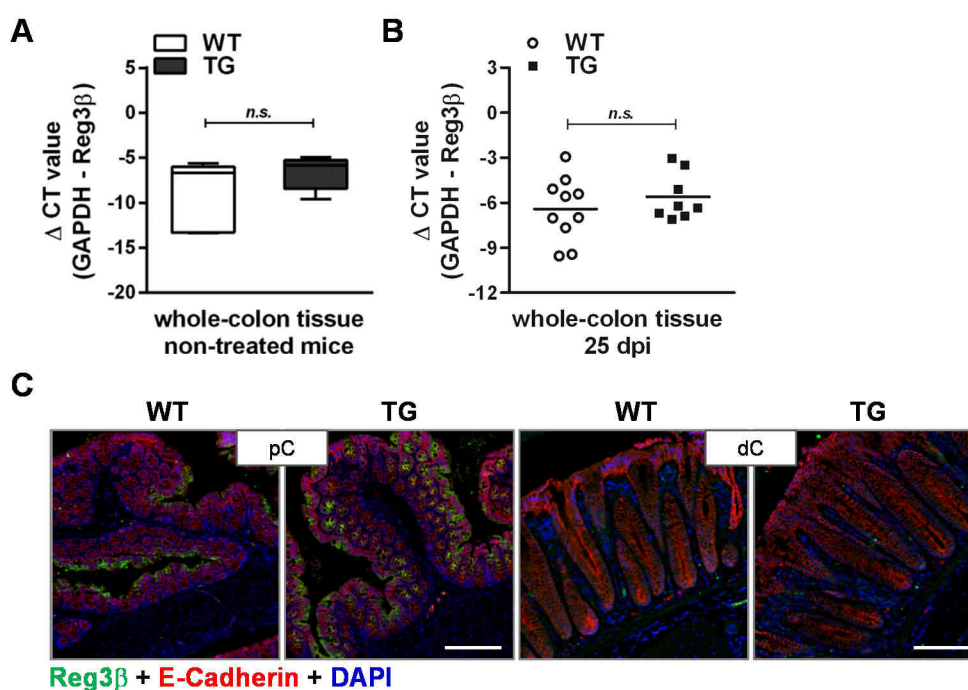 A
WT
TG
Δ CT value
(GAPDH - Reg3β)
5
0
-5
-10
-15
-20
n.s.
whole-colon tissue
non-treated mice
B
WT
TG
Δ CT value
(GAPDH - Reg3β)
3
0
-3
-6
-9
-12
n.s.
whole-colon tissue
25 dpi
C
WT TG WT TG
pC dC
Reg3β + E-Cadherin + DAPI